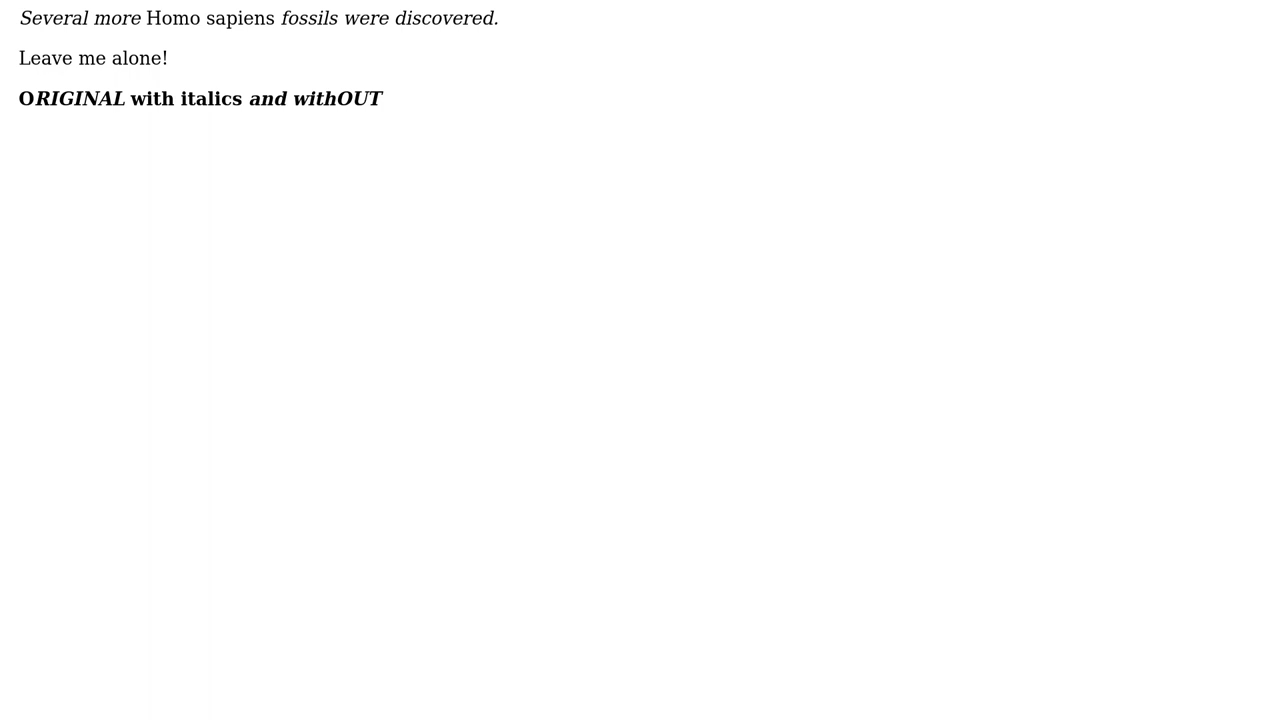 Several more Homo sapiens fossils were discovered.
Leave me alone!
ORIGINAL with italics and withOUT